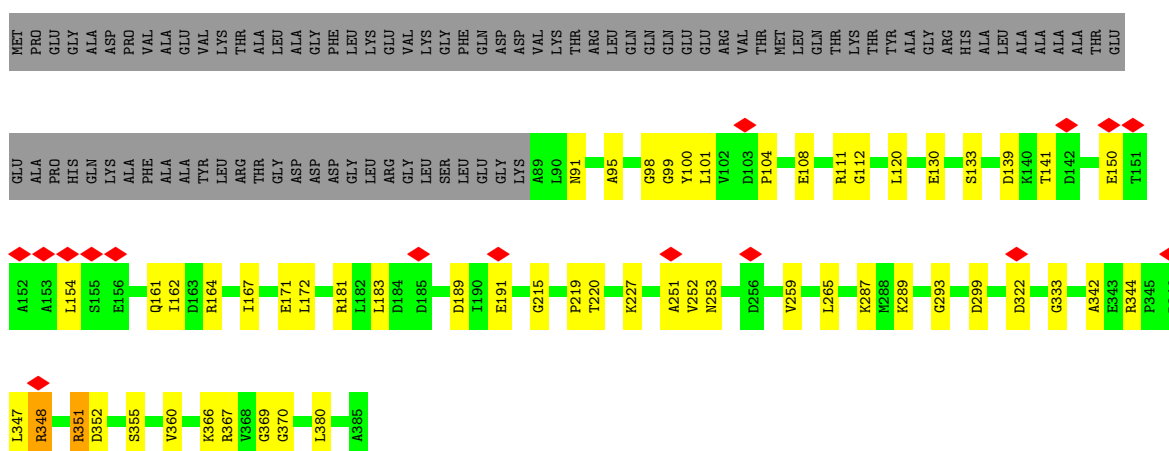 MET PRO GLU GLY ALA ASP PRO VAL ALA GLU VAL LYS THR ALA LEU ALA GLY PHE LEU LYS GLU VAL LYS GLY PHE GLN ASP ASP VAL LYS THR ARG LEU GLN GLN GLN GLU GLU ARG VAL THR MET LEU GLN THR LYS THR TYR ALA GLY ARG HIS ALA LEU ALA ALA ALA ALA THR GLU
GLU ALA PRO HIS GLN LYS ALA PHE ALA ALA TYR LEU ARG THR GLY ASP ASP ASP GLY LEU ARG GLY LEU SER LEU GLU GLY LYS A89 L90 N91 A95 G98 G99 Y100 L101 V102 D103 P104 E108 R111 G112 L120 E130 S133 D139 K140 T141 D142 E150 T151
A152 A153 L154 S155 E156 Q161 I162 D163 R164 I167 E171 L172 R181 L182 L183 D184 D185 D189 I190 E191 G215 P219 T220 K227 A251 V252 N253 D256 V259 L265 K287 M288 K289 G293 D299 D322 G333 A342 E343 R344 P345
L347 R348 R351 D352 S355 V360 K366 R367 V368 G369 G370 L380 A385